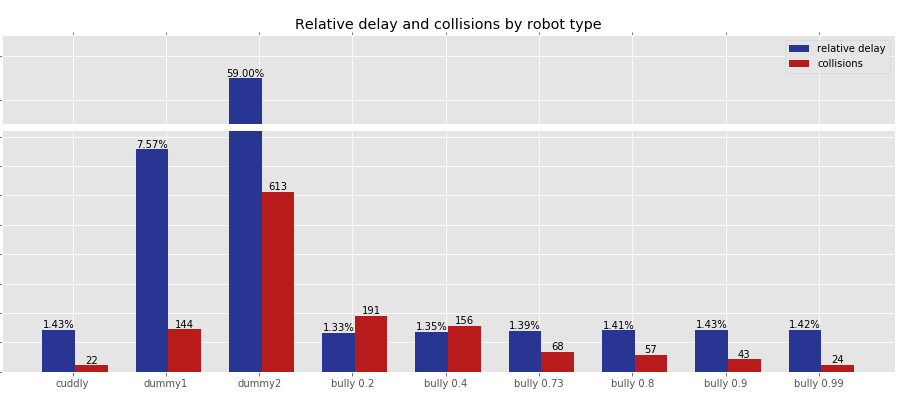 Relative delay and collisions by robot type
relative delay
collisions
59.00%
7.57%
613
1.43%
22
144
1.33%
191
1.35%
156
1.39%
68
1.41%
57
1.43%
43
1.42%
24
cuddly
dummy1
dummy2
bully 0.2
bully 0.4
bully 0.73
bully 0.8
bully 0.9
bully 0.99